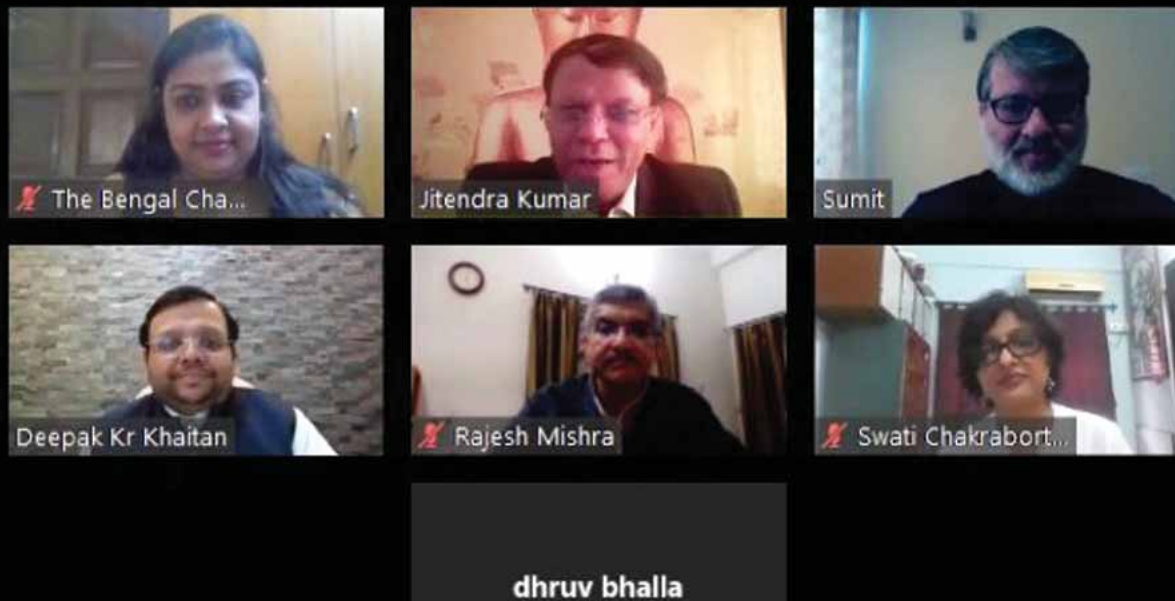 The Bengal Cha...
Jitendra Kumar
Sumit
Deepak Kr Khaitan
Rajesh Mishra
Swati Chakrabort...
dhruv bhalla